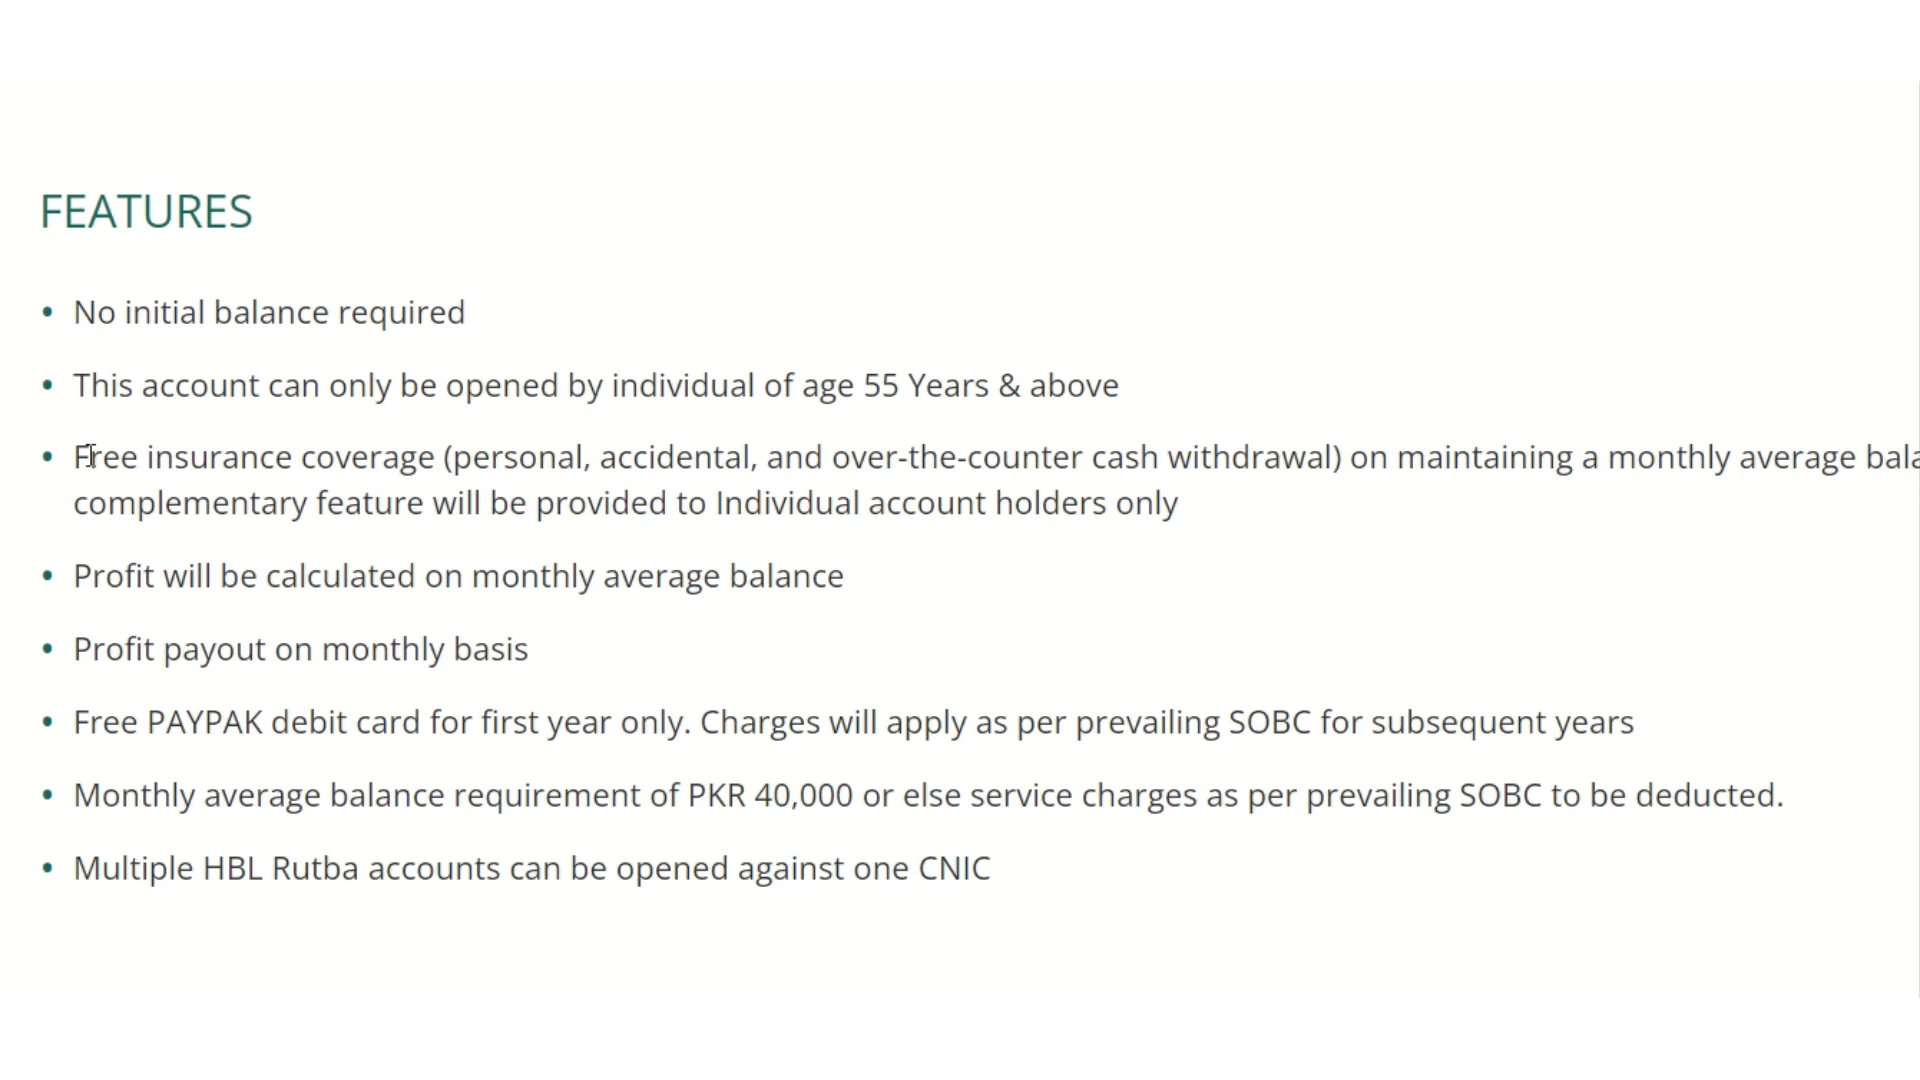 FEATURES
• No initial balance required
• This account can only be opened by individual of age 55 Years & above
• Free insurance coverage (personal, accidental, and over-the-counter cash withdrawal) on maintaining a monthly average
complementary feature will be provided to Individual account holders only
• Profit will be calculated on monthly average balance
• Profit payout on monthly basis
• Free PAYPAK debit card for first year only. Charges will apply as per prevailing SOBC for subsequent years
• Monthly average balance requirement of PKR 40,000 or else service charges as per prevailing SOBC to be deducted.
• Multiple HBL Rutba accounts can be opened against one CNIC